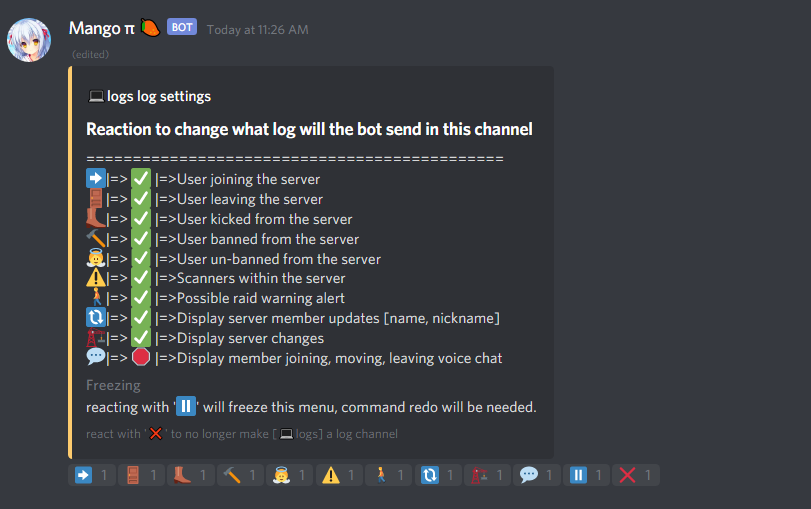 Mango π 🥭 BOT Today at 11:26 AM
(edited)
💻logs log settings
Reaction to change what log will the bot send in this channel
=============================================
➡️|=> ✅ |=>User joining the server
🚪|=> ✅ |=>User leaving the server
👢|=> ✅ |=>User kicked from the server
🔨|=> ✅ |=>User banned from the server
👼|=> ✅ |=>User un-banned from the server
⚠️|=> ✅ |=>Scanners within the server
🚶|=> ✅ |=>Possible raid warning alert
🔃|=> ✅ |=>Display server member updates [name, nickname]
🏗️|=> ✅ |=>Display server changes
💬|=> 🛑 |=>Display member joining, moving, leaving voice chat
Freezing
reacting with '⏸️' will freeze this menu, command redo will be needed.
react with '❌' to no longer make [💻logs] a log channel
➡️ 1 🚪 1 👢 1 🔨 1 👼 1 ⚠️ 1 🚶 1 🔃 1 🏗️ 1 💬 1 ⏸️ 1 ❌ 1